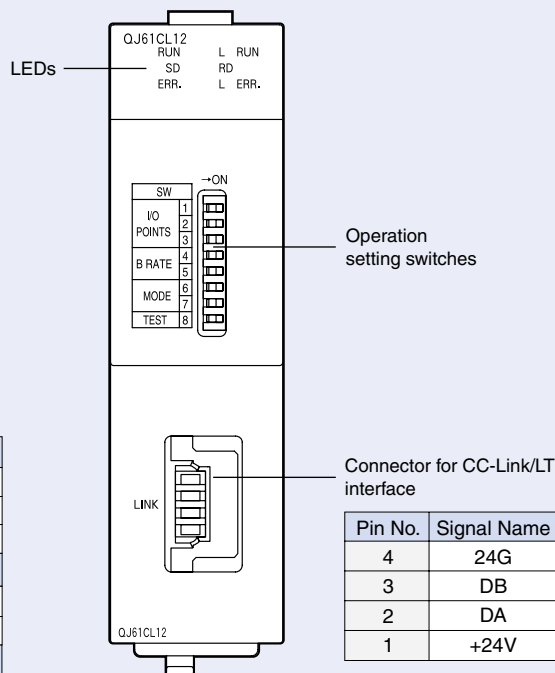 QJ61CL12
RUN L RUN
SD RD
ERR. L ERR.
LEDs
→ON
SW
I/O POINTS 1 2 3
B RATE 4 5
MODE 6 7
TEST 8
Operation
setting switches
Connector for CC-Link/LT
interface
LINK
Pin No. Signal Name
4 24G
3 DB
2 DA
1 +24V
QJ61CL12